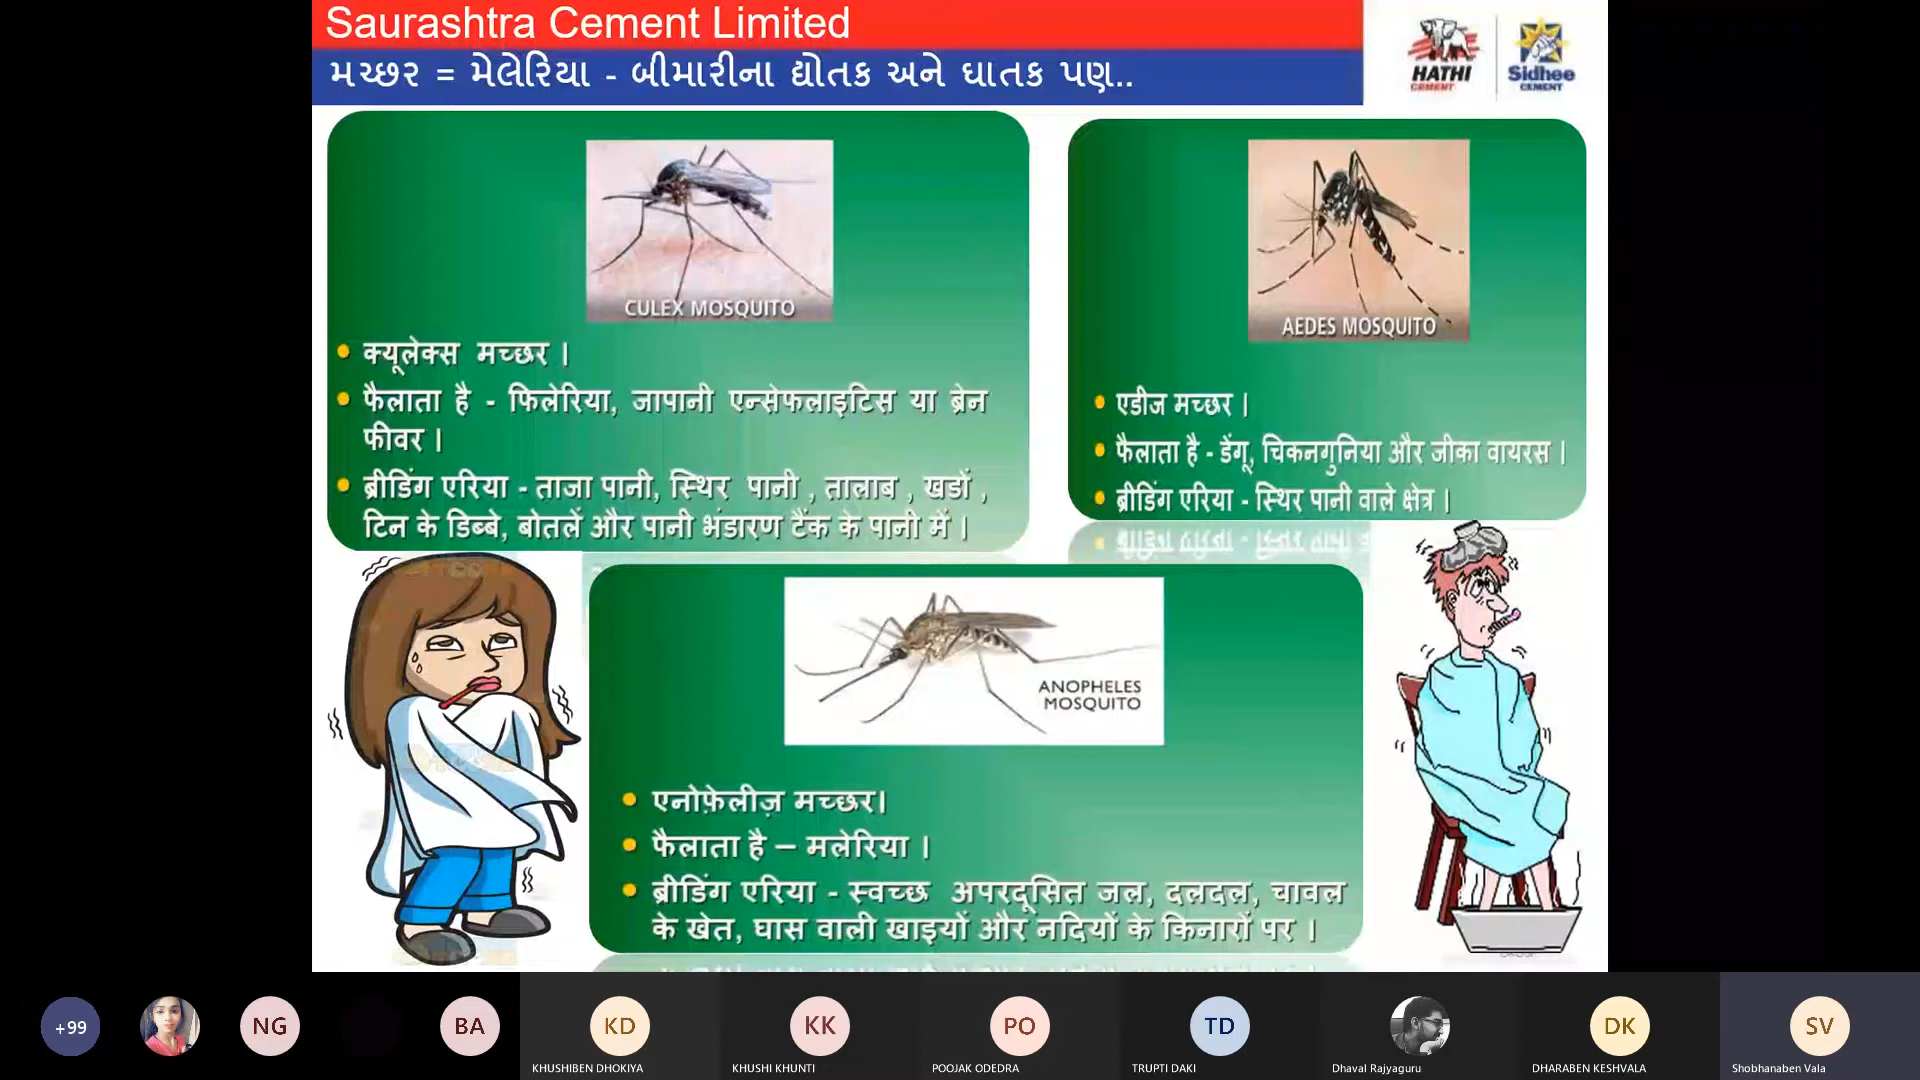 Saurashtra Cement Limited
મચ્છર = મેલેરિયા - બીમારીના દ્યોતક અને ઘાતક પણ..
HATHI
CEMENT
Sidhee
CEMENT
CULEX MOSQUITO
क्यूलेक्स मच्छर |
फैलाता है - फिलेरिया, जापानी एन्सेफलाइटिस या ब्रेन
फीवर |
ब्रीडिंग एरिया - ताजा पानी, स्थिर पानी , तालाब , खडों ,
टिन के डिब्बे, बोतलें और पानी भंडारण टैंक के पानी में |
AEDES MOSQUITO
एडीज मच्छर |
फैलाता है - डेंगू, चिकनगुनिया और जीका वायरस |
ब्रीडिंग एरिया - स्थिर पानी वाले क्षेत्र |
ANOPHELES
MOSQUITO
एनोफ़ेलीज़ मच्छर|
फैलाता है – मलेरिया |
ब्रीडिंग एरिया - स्वच्छ अपरदूसित जल, दलदल, चावल
के खेत, घास वाली खाइयों और नदियों के किनारों पर |
+99
NG
BA
KD
KHUSHIBEN DHOKIYA
KK
KHUSHI KHUNTI
PO
POOJAK ODEDRA
TD
TRUPTI DAKI
Dhaval Rajyaguru
DK
DHARABEN KESHVALA
SV
Shobhanaben Vala